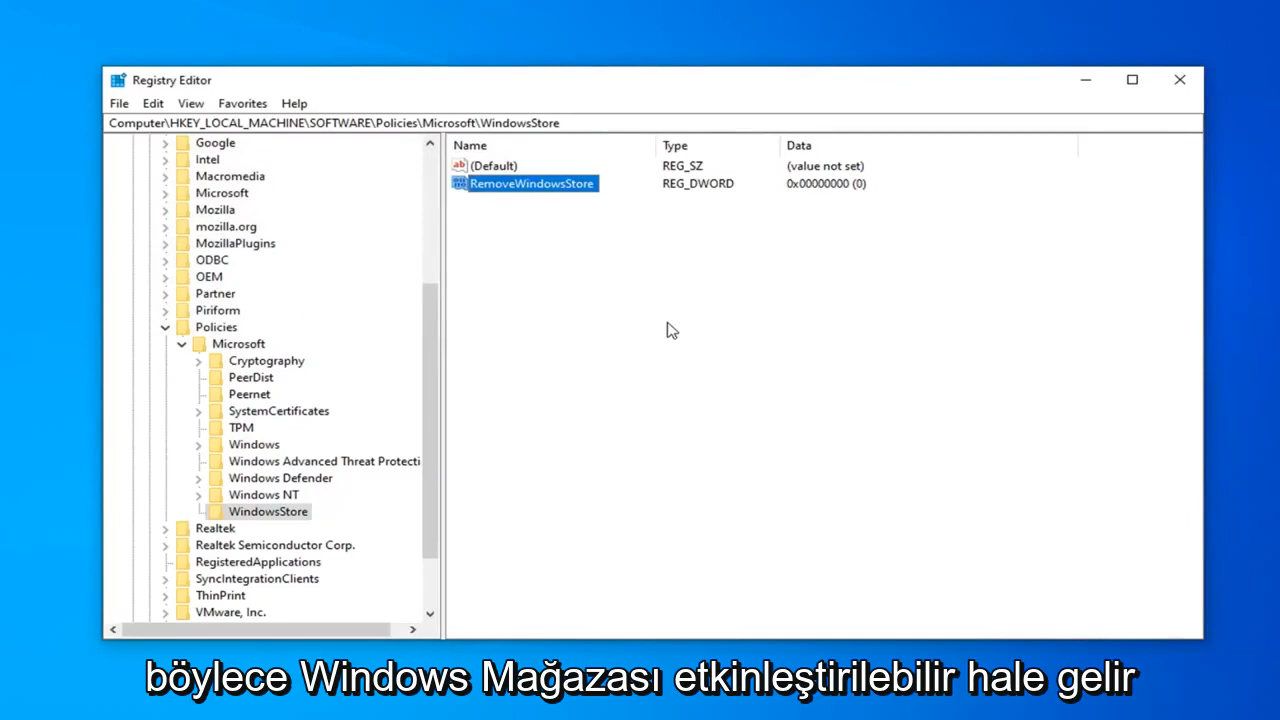 Registry Editor
File Edit View Favorites Help
Computer\HKEY_LOCAL_MACHINE\SOFTWARE\Policies\Microsoft\WindowsStore
Google
Intel
Macromedia
Microsoft
Mozilla
mozilla.org
MozillaPlugins
ODBC
OEM
Partner
Piriform
Policies
Microsoft
Cryptography
PeerDist
Peernet
SystemCertificates
TPM
Windows
Windows Advanced Threat Protecti
Windows Defender
Windows NT
WindowsStore
Realtek
Realtek Semiconductor Corp.
RegisteredApplications
SyncIntegrationClients
ThinPrint
VMware, Inc.
Name Type Data
ab (Default) REG_SZ (value not set)
RemoveWindowsStore REG_DWORD 0x00000000 (0)
böylece Windows Mağazası etkinleştirilebilir hale gelir